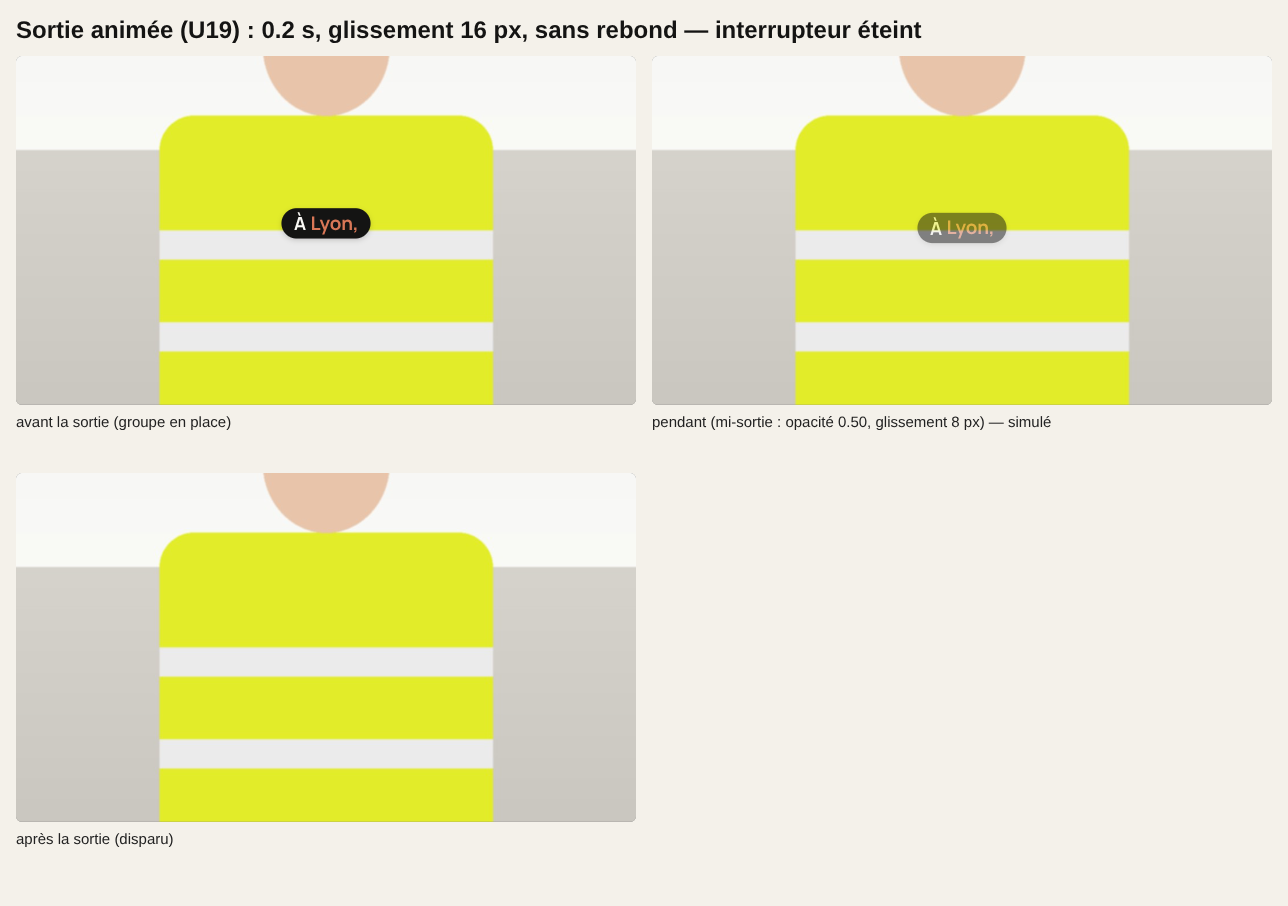 Sortie animée (U19) : 0.2 s, glissement 16 px, sans rebond — interrupteur éteint
À Lyon,
À Lyon,
avant la sortie (groupe en place)
pendant (mi-sortie : opacité 0.50, glissement 8 px) — simulé
après la sortie (disparu)